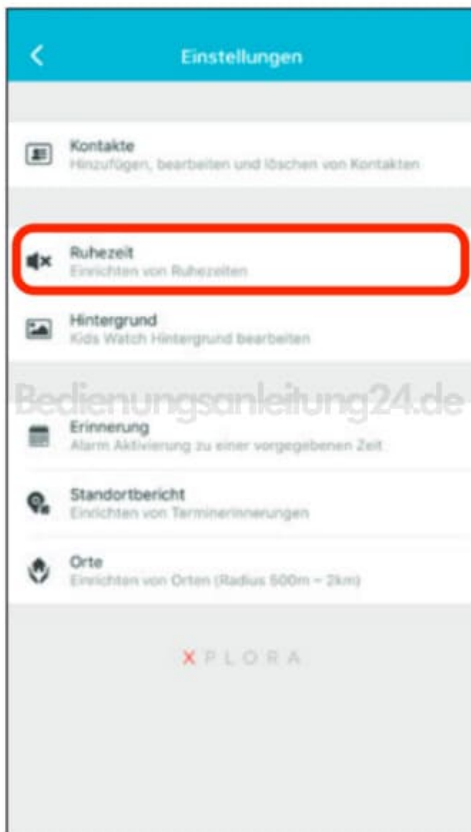 Einstellungen
Kontakte
Hinzufügen, bearbeiten und löschen von Kontakten
Ruhezeit
Einrichten von Ruhezeiten
Hintergrund
Kids Watch Hintergrund bearbeiten
Bedienungsanleitung24.de
Erinnerung
Alarm Aktivierung zu einer vorgegebenen Zeit
Standortbericht
Einrichten von Terminerinnerungen
Orte
Einrichten von Orten (Radius 500m ~ 2km)
XPLORA